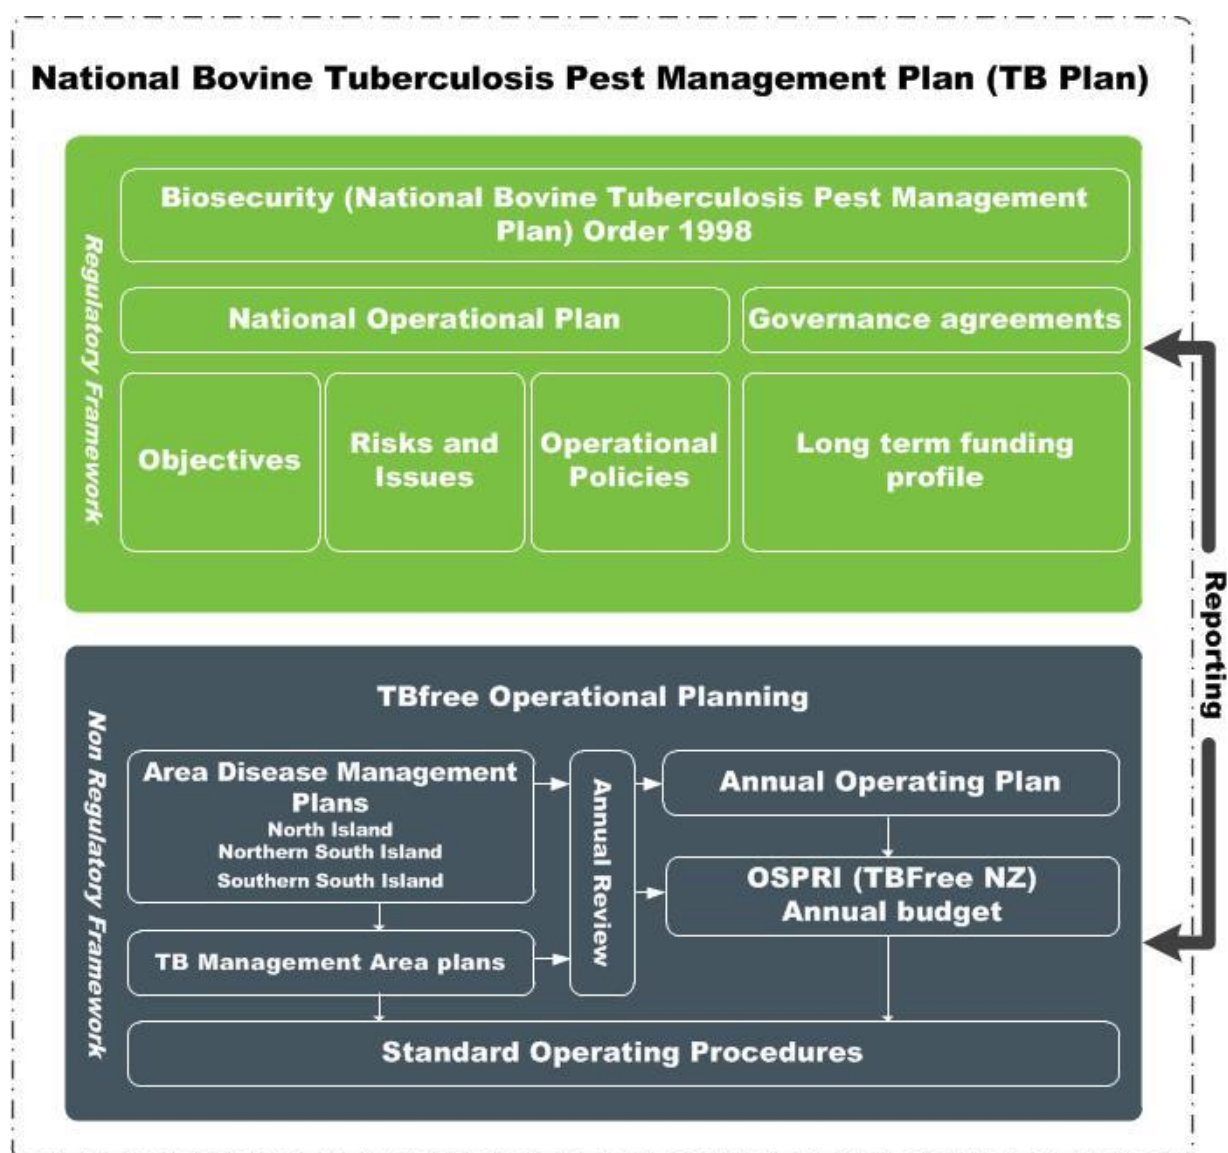 National Bovine Tuberculosis Pest Management Plan (TB Plan)
Regulatory Framework
Biosecurity (National Bovine Tuberculosis Pest Management
Plan) Order 1998
National Operational Plan
Governance agreements
Objectives
Risks and
Issues
Operational
Policies
Long term funding
profile
Reporting
Non Regulatory Framework
TBfree Operational Planning
Area Disease Management
Plans
North Island
Northern South Island
Southern South Island
TB Management Area plans
Annual Review
Annual Operating Plan
OSPRI (TBFree NZ)
Annual budget
Standard Operating Procedures